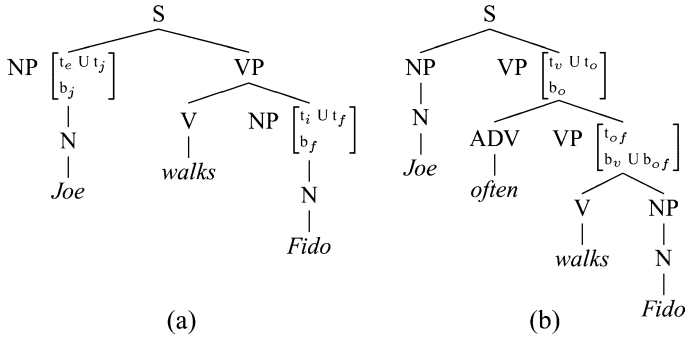 S S
NP [t_e U t_j VP NP VP [t_v U t_o
b_j] b_o]
N V NP [t_i U t_f N ADV VP [t_of
b_f] b_v U b_of]
Joe walks N Joe often V NP
Fido walks N
Fido
(a) (b)